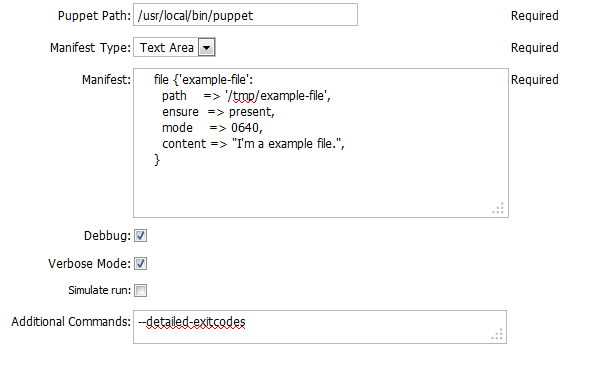 Puppet Path: /usr/local/bin/puppet Required
Manifest Type: Text Area Required
Manifest: file {'example-file': Required
path => '/tmp/example-file',
ensure => present,
mode => 0640,
content => "I'm a example file.",
}
Debbug:
Verbose Mode:
Simulate run:
Additional Commands: --detailed-exitcodes